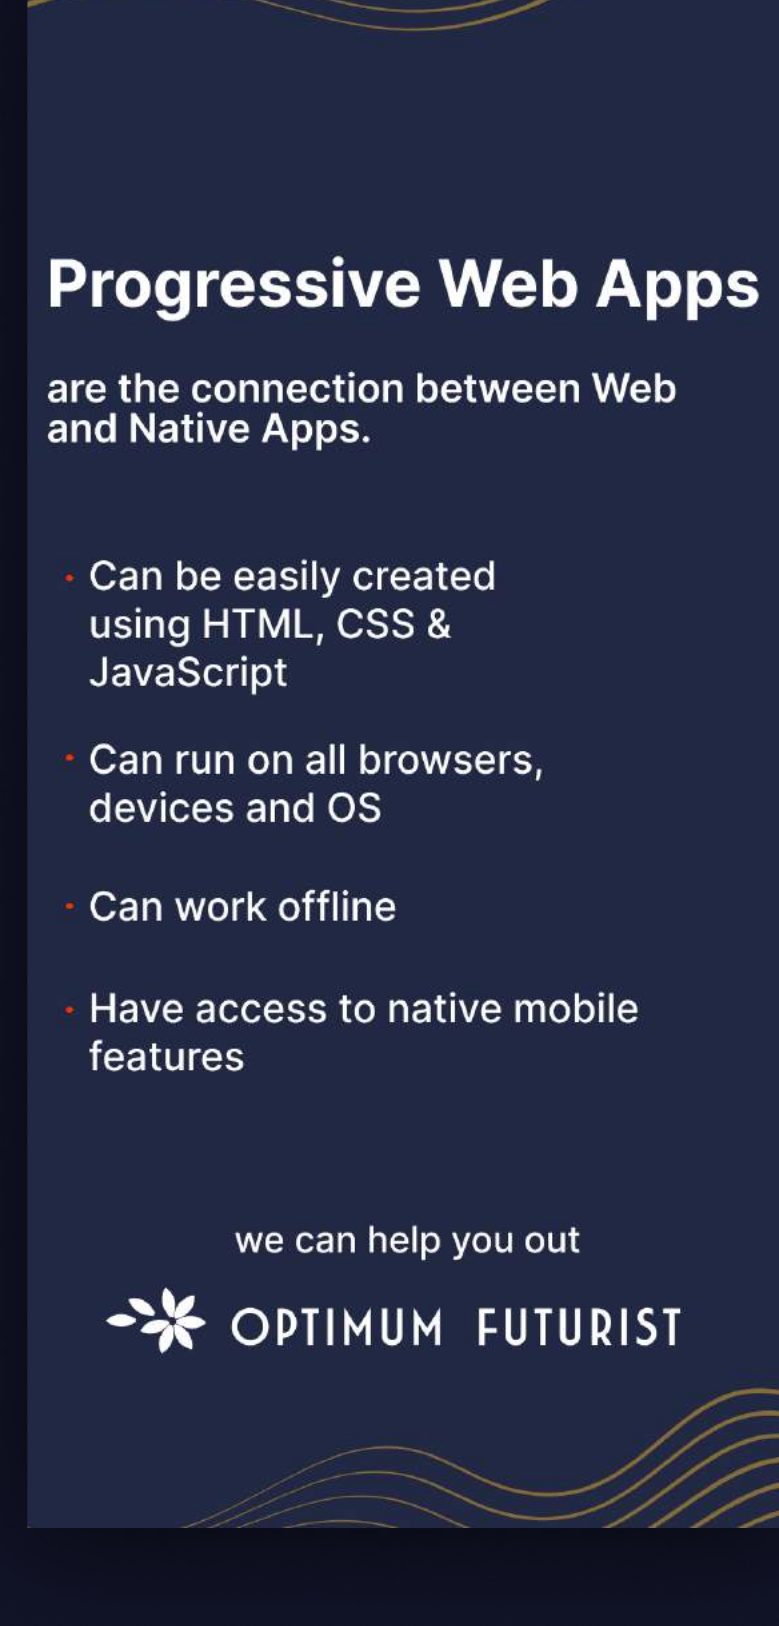 Progressive Web Apps
are the connection between Web
and Native Apps.
· Can be easily created
using HTML, CSS &
JavaScript
· Can run on all browsers,
devices and OS
· Can work offline
· Have access to native mobile
features
we can help you out
OPTIMUM FUTURIST